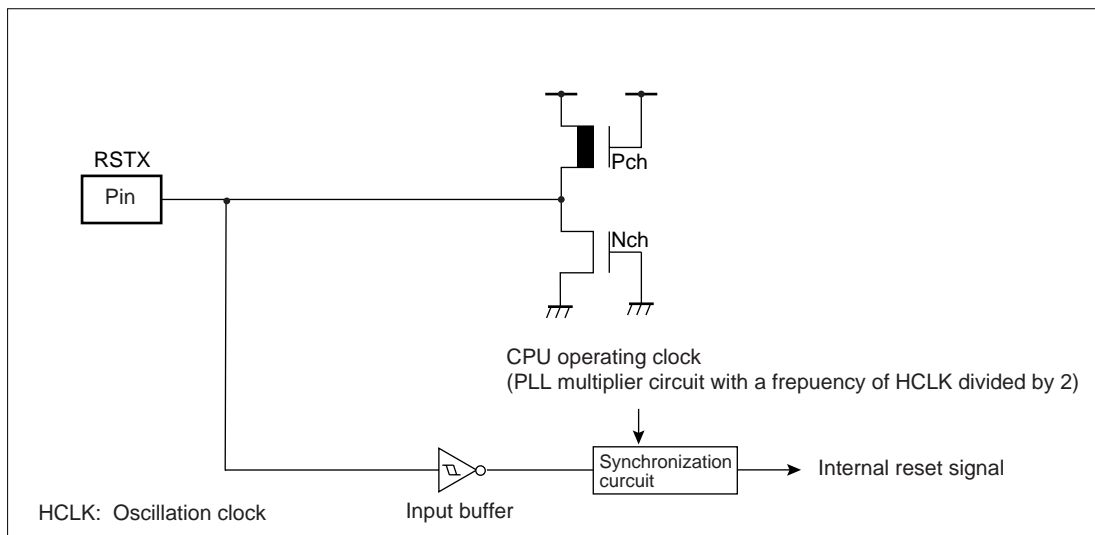 RSTX
Pin
Pch
Nch
CPU operating clock
(PLL multiplier circuit with a frepuency of HCLK divided by 2)
Synchronization
curcuit
Internal reset signal
Input buffer
HCLK: Oscillation clock